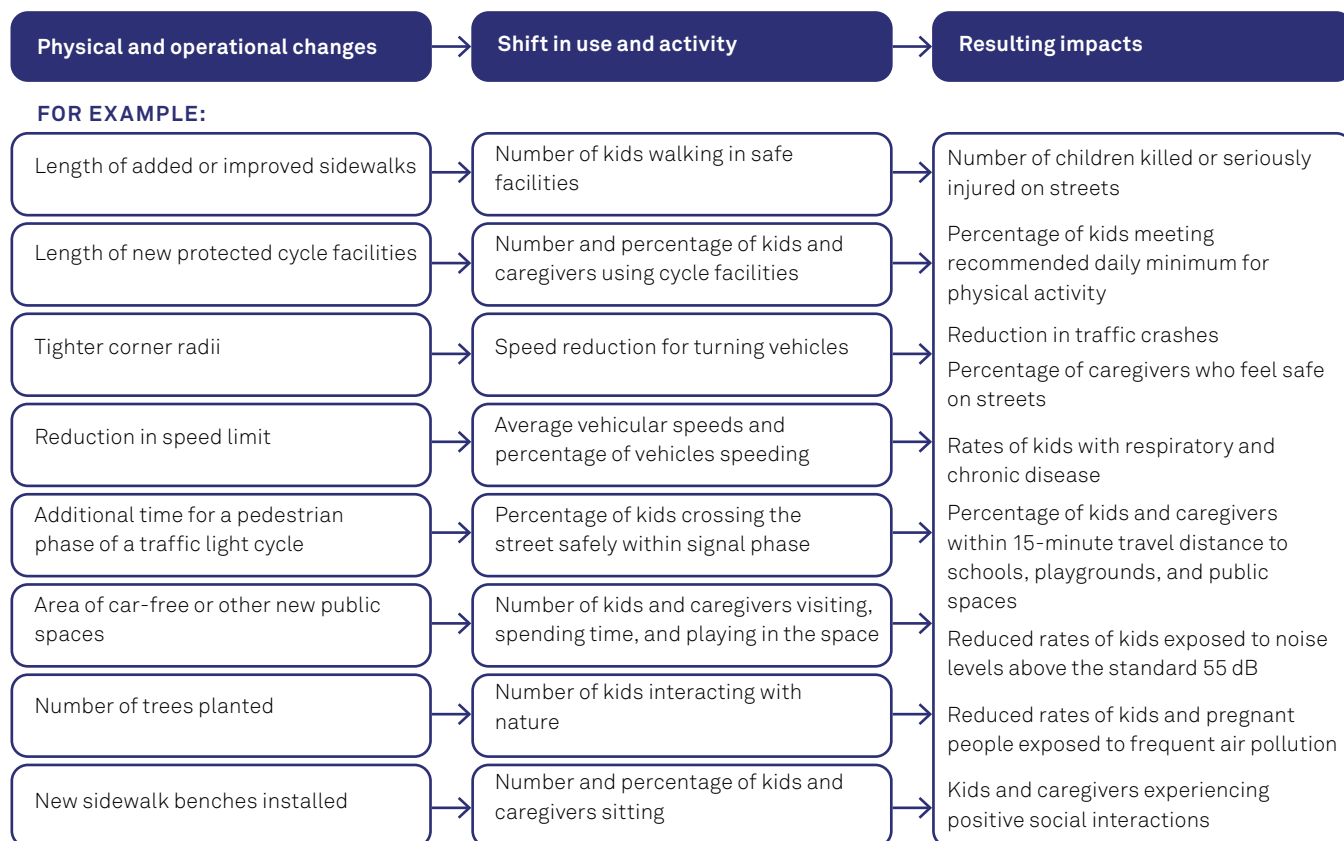 Physical and operational changes
Shift in use and activity
Resulting impacts
FOR EXAMPLE:
Length of added or improved sidewalks
Number of kids walking in safe
facilities
Length of new protected cycle facilities
Number and percentage of kids and
caregivers using cycle facilities
Tighter corner radii
Speed reduction for turning vehicles
Reduction in speed limit
Average vehicular speeds and
percentage of vehicles speeding
Additional time for a pedestrian
phase of a traffic light cycle
Percentage of kids crossing the
street safely within signal phase
Area of car-free or other new public
spaces
Number of kids and caregivers visiting,
spending time, and playing in the space
Number of trees planted
Number of kids interacting with
nature
New sidewalk benches installed
Number and percentage of kids and
caregivers sitting
Number of children killed or seriously
injured on streets
Percentage of kids meeting
recommended daily minimum for
physical activity
Reduction in traffic crashes
Percentage of caregivers who feel safe
on streets
Rates of kids with respiratory and
chronic disease
Percentage of kids and caregivers
within 15-minute travel distance to
schools, playgrounds, and public
spaces
Reduced rates of kids exposed to noise
levels above the standard 55 dB
Reduced rates of kids and pregnant
people exposed to frequent air pollution
Kids and caregivers experiencing
positive social interactions